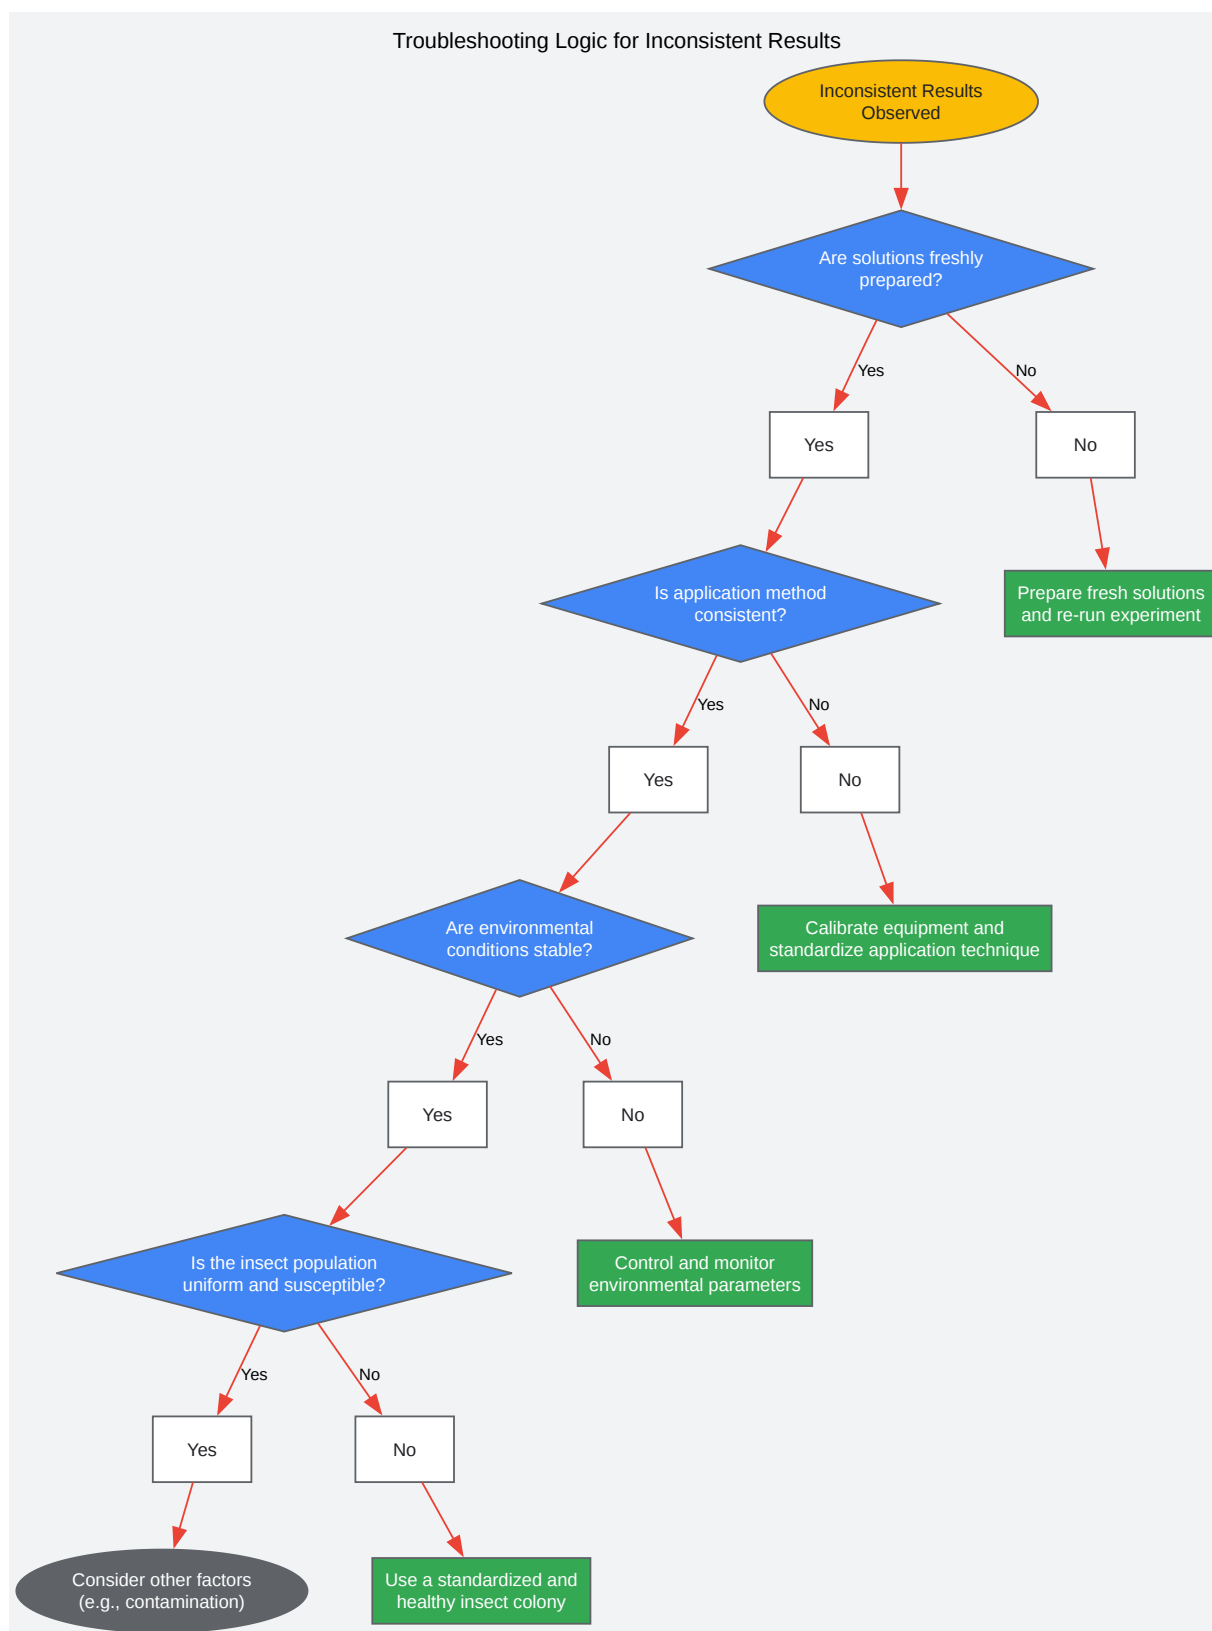 Troubleshooting Logic for Inconsistent Results
Inconsistent Results
Observed
Are solutions freshly
prepared?
Yes
No
Yes
No
Is application method
consistent?
Prepare fresh solutions
and re-run experiment
Yes
No
Yes
No
Are environmental
conditions stable?
Calibrate equipment and
standardize application technique
Yes
No
Yes
No
Is the insect population
uniform and susceptible?
Control and monitor
environmental parameters
Yes
No
Yes
No
Consider other factors
(e.g., contamination)
Use a standardized and
healthy insect colony